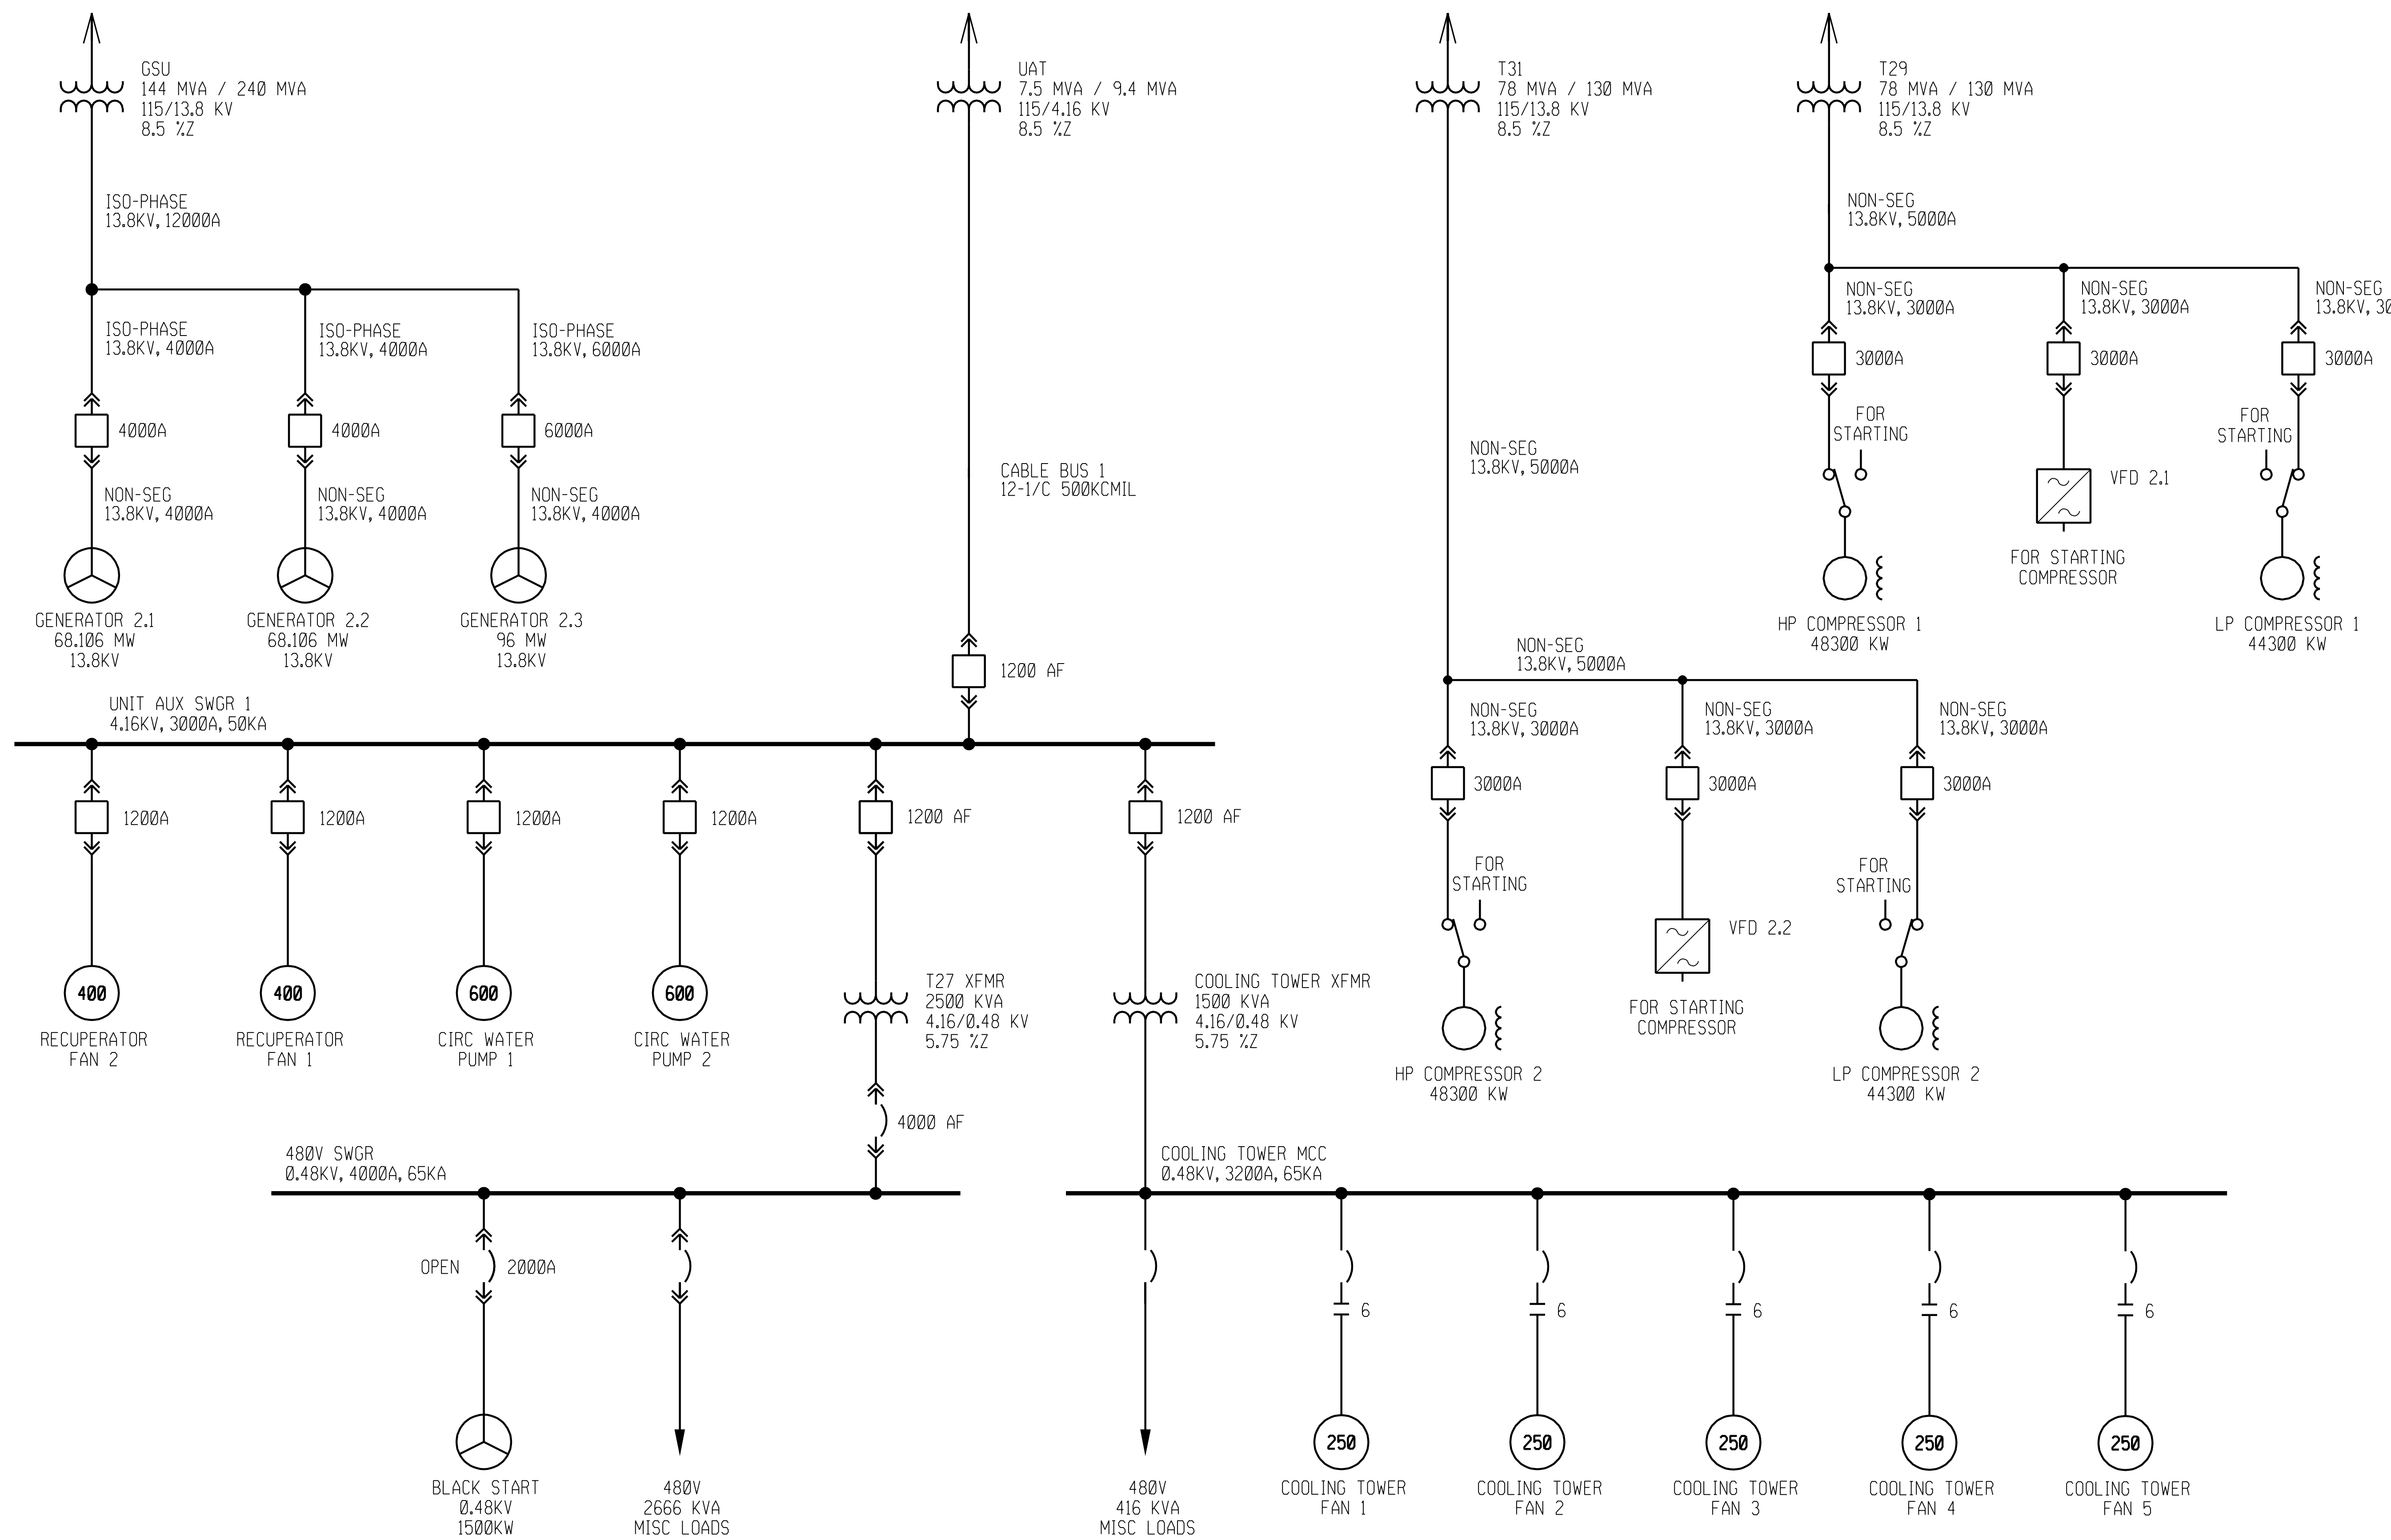 GSU
144 MVA / 240 MVA
115/13.8 KV
8.5 %Z
UAT
7.5 MVA / 9.4 MVA
115/4.16 KV
8.5 %Z
T31
78 MVA / 130 MVA
115/13.8 KV
8.5 %Z
T29
78 MVA / 130 MVA
115/13.8 KV
8.5 %Z
ISO-PHASE
13.8KV, 12000A
NON-SEG
13.8KV, 5000A
ISO-PHASE
13.8KV, 4000A
ISO-PHASE
13.8KV, 4000A
ISO-PHASE
13.8KV, 6000A
NON-SEG
13.8KV, 3000A
NON-SEG
13.8KV, 3000A
NON-SEG
13.8KV, 30
3000A
3000A
3000A
4000A
4000A
6000A
FOR
STARTING
FOR
STARTING
NON-SEG
13.8KV, 5000A
CABLE BUS 1
12-1/C 500KCMIL
VFD 2.1
NON-SEG
13.8KV, 4000A
NON-SEG
13.8KV, 4000A
NON-SEG
13.8KV, 4000A
FOR STARTING
COMPRESSOR
GENERATOR 2.1
68.106 MW
13.8KV
GENERATOR 2.2
68.106 MW
13.8KV
GENERATOR 2.3
96 MW
13.8KV
HP COMPRESSOR 1
48300 KW
LP COMPRESSOR 1
44300 KW
1200 AF
NON-SEG
13.8KV, 5000A
UNIT AUX SWGR 1
4.16KV, 3000A, 50KA
NON-SEG
13.8KV, 3000A
NON-SEG
13.8KV, 3000A
NON-SEG
13.8KV, 3000A
3000A
3000A
3000A
1200A
1200A
1200A
1200A
1200 AF
1200 AF
FOR
STARTING
FOR
STARTING
VFD 2.2
T27 XFMR
2500 KVA
4.16/0.48 KV
5.75 %Z
COOLING TOWER XFMR
1500 KVA
4.16/0.48 KV
5.75 %Z
400
400
600
600
FOR STARTING
COMPRESSOR
RECUPERATOR
FAN 2
RECUPERATOR
FAN 1
CIRC WATER
PUMP 1
CIRC WATER
PUMP 2
HP COMPRESSOR 2
48300 KW
LP COMPRESSOR 2
44300 KW
4000 AF
480V SWGR
0.48KV, 4000A, 65KA
COOLING TOWER MCC
0.48KV, 3200A, 65KA
OPEN
2000A
6
6
6
6
6
250
250
250
250
250
BLACK START
0.48KV
1500KW
480V
2666 KVA
MISC LOADS
480V
416 KVA
MISC LOADS
COOLING TOWER
FAN 1
COOLING TOWER
FAN 2
COOLING TOWER
FAN 3
COOLING TOWER
FAN 4
COOLING TOWER
FAN 5